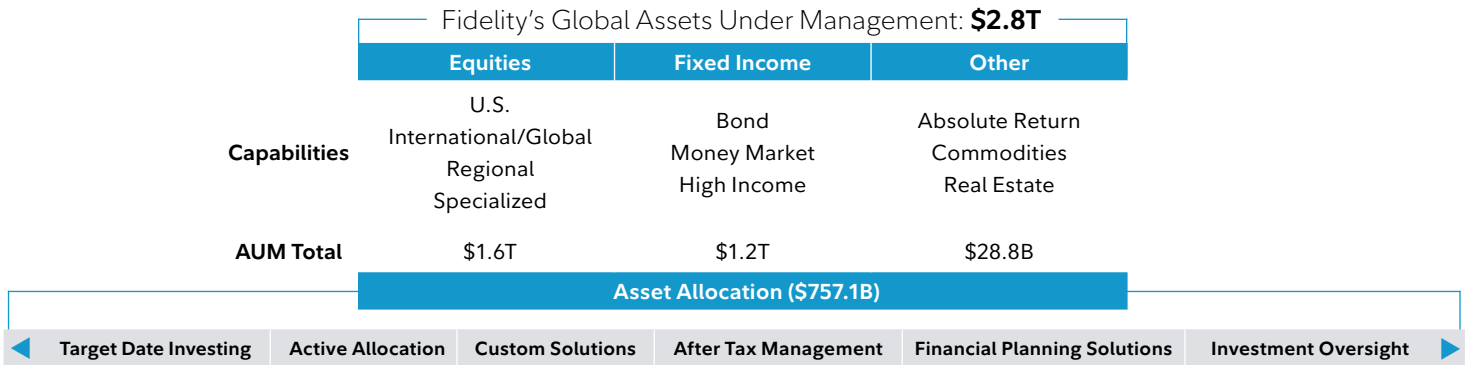 Fidelity’s Global Assets Under Management: $2.8T
Equities Fixed Income Other
Capabilities
U.S.
International/Global
Regional
Specialized
Bond
Money Market
High Income
Absolute Return
Commodities
Real Estate
AUM Total $1.6T $1.2T $28.8B
Asset Allocation ($757.1B)
Target Date Investing Active Allocation Custom Solutions After Tax Management Financial Planning Solutions Investment Oversight